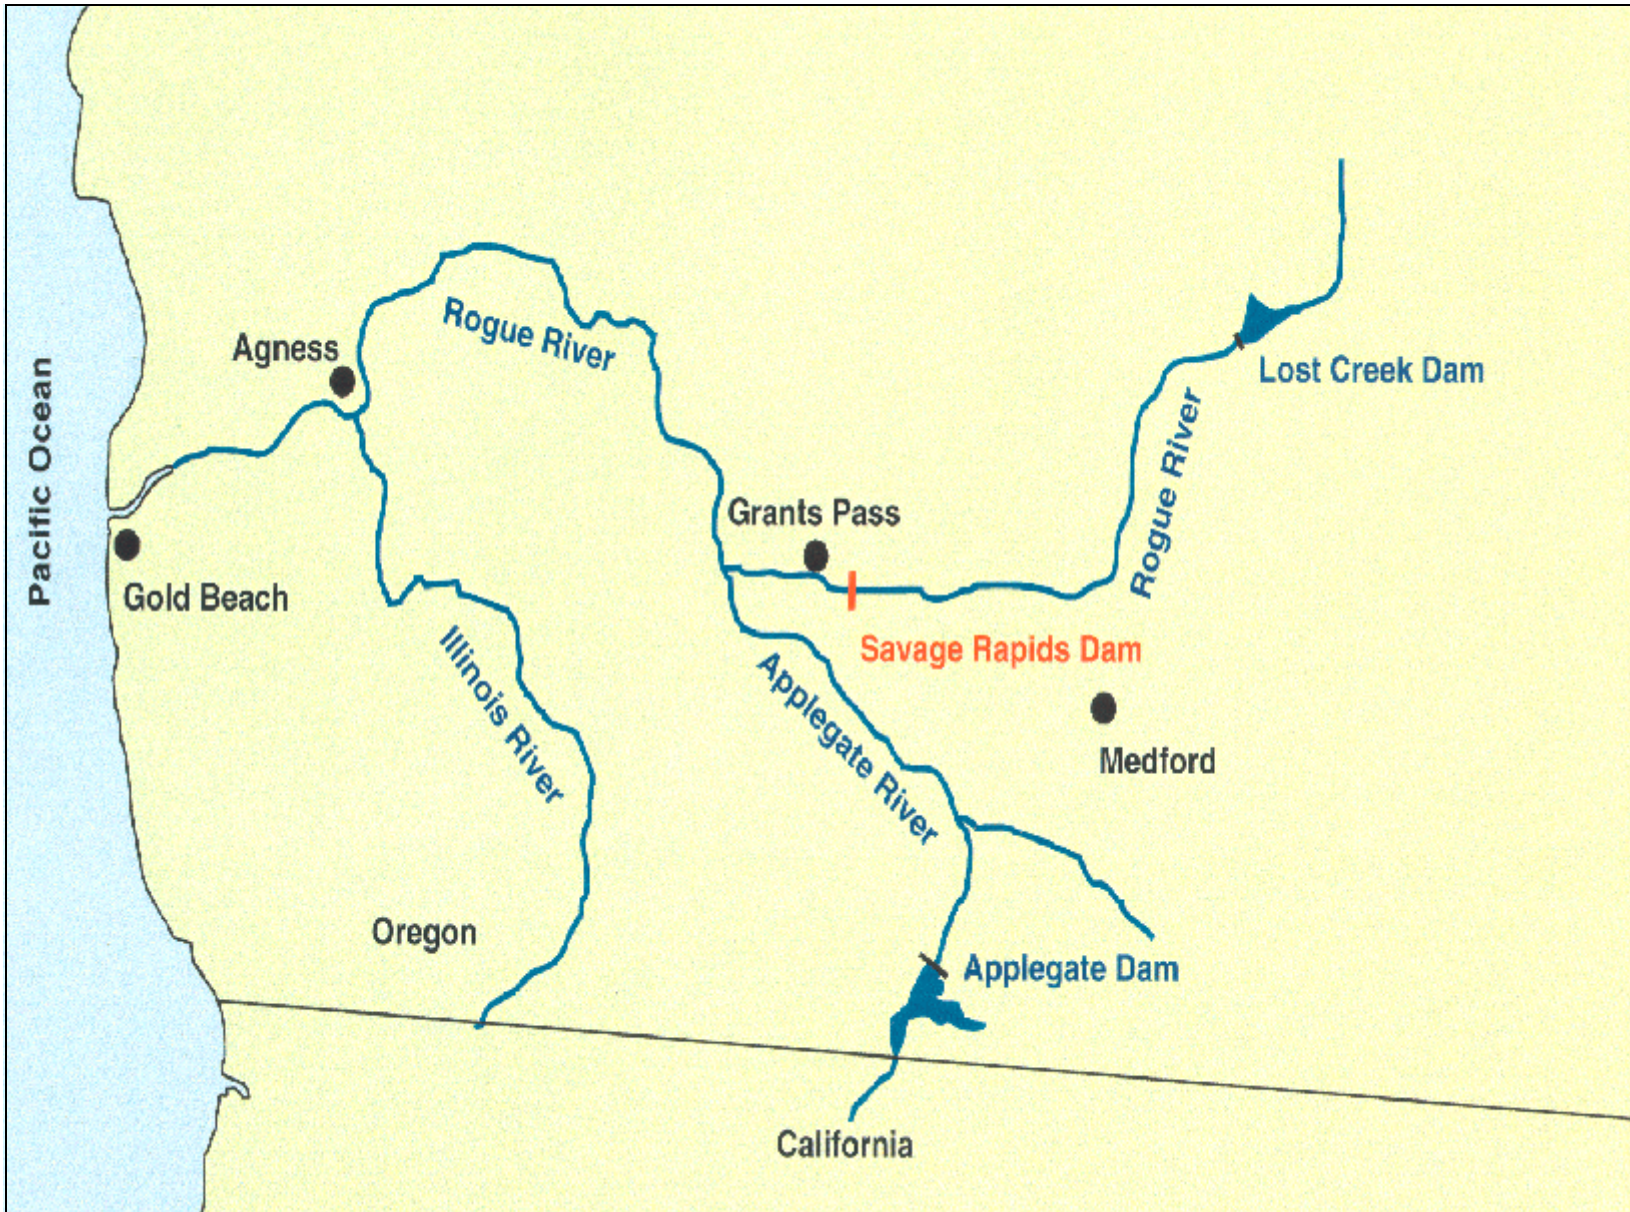 Rogue River
Agness
Lost Creek Dam
Pacific Ocean
Rogue River
Grants Pass
Gold Beach
Savage Rapids Dam
Illinois River
Applegate River
Medford
Oregon
Applegate Dam
California